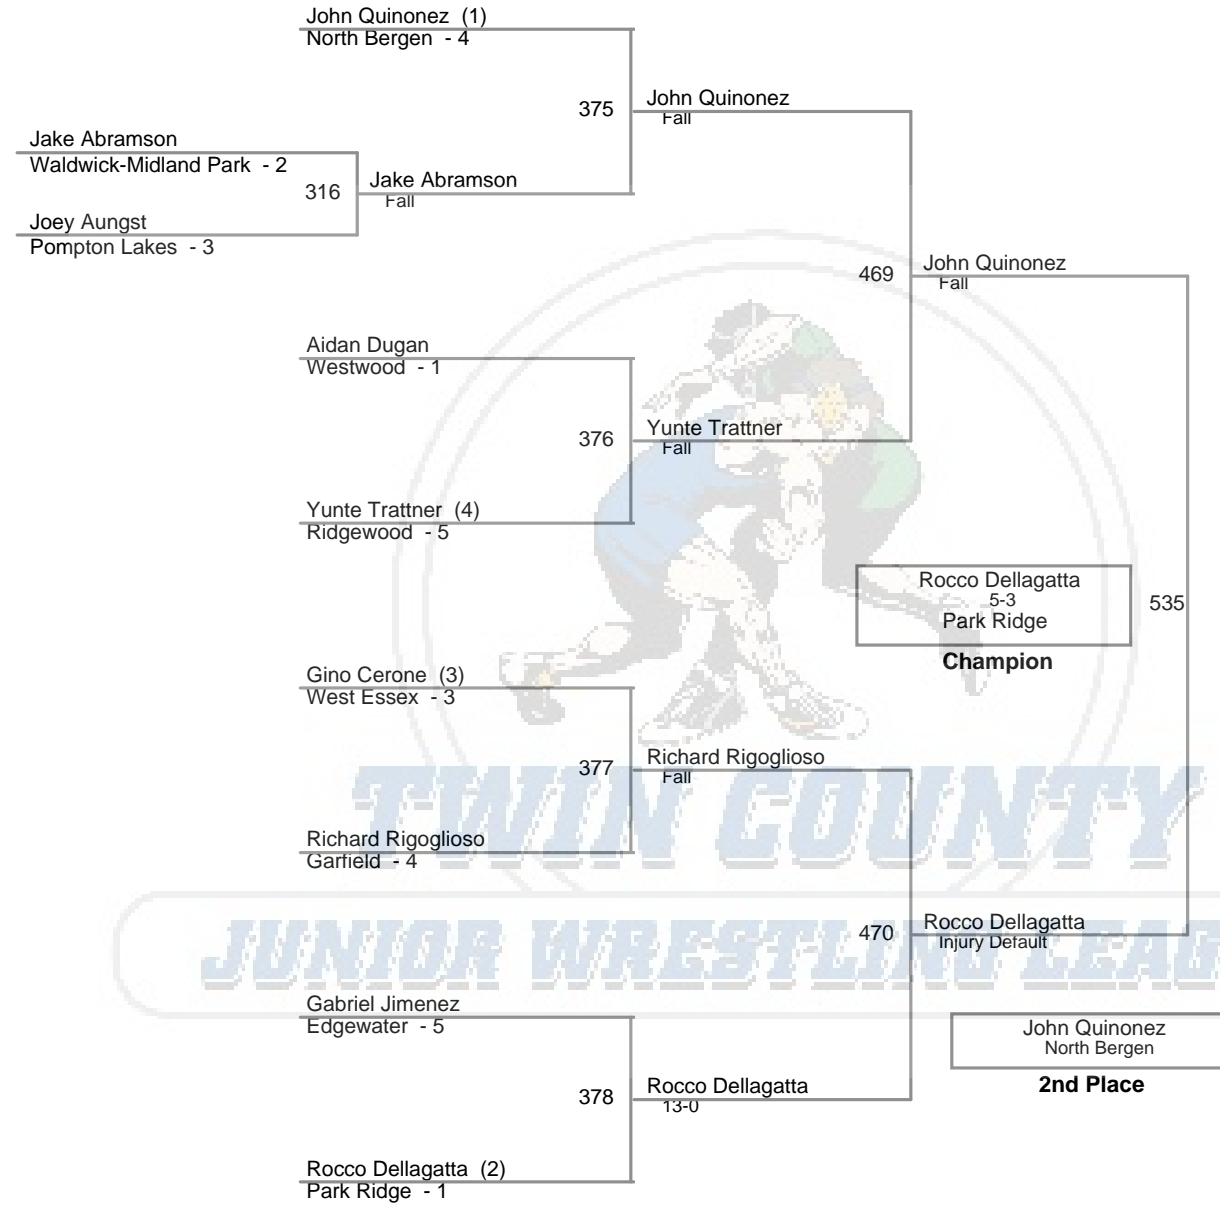 John Quinonez (1)
North Bergen - 4
375
John Quinonez
Fall
Jake Abramson
Waldwick-Midland Park - 2
316
Jake Abramson
Fall
Joey Aungst
Pompton Lakes - 3
469
John Quinonez
Fall
Aidan Dugan
Westwood - 1
376
Yunte Trattner
Fall
Yunte Trattner (4)
Ridgewood - 5
Rocco Dellagatta
5-3
Park Ridge
Champion
535
Gino Cerone (3)
West Essex - 3
377
Richard Rigoglioso
Fall
TWIN COUNTY
Richard Rigoglioso
Garfield - 4
470
Rocco Dellagatta
Injury Default
JUNIOR WRESTLING LEAG
Gabriel Jimenez
Edgewater - 5
John Quinonez
North Bergen
2nd Place
378
Rocco Dellagatta
13-0
Rocco Dellagatta (2)
Park Ridge - 1